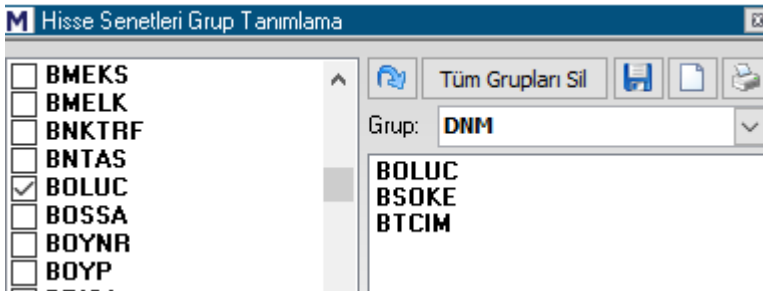 M Hisse Senetleri Grup Tanımlama
BMEKS
BMELK
BNKTRF
BNTAS
BOLUC
BOSSA
BOYNR
BOYP
Tüm Grupları Sil
Grup: DNM
BOLUC
BSOKE
BTCIM